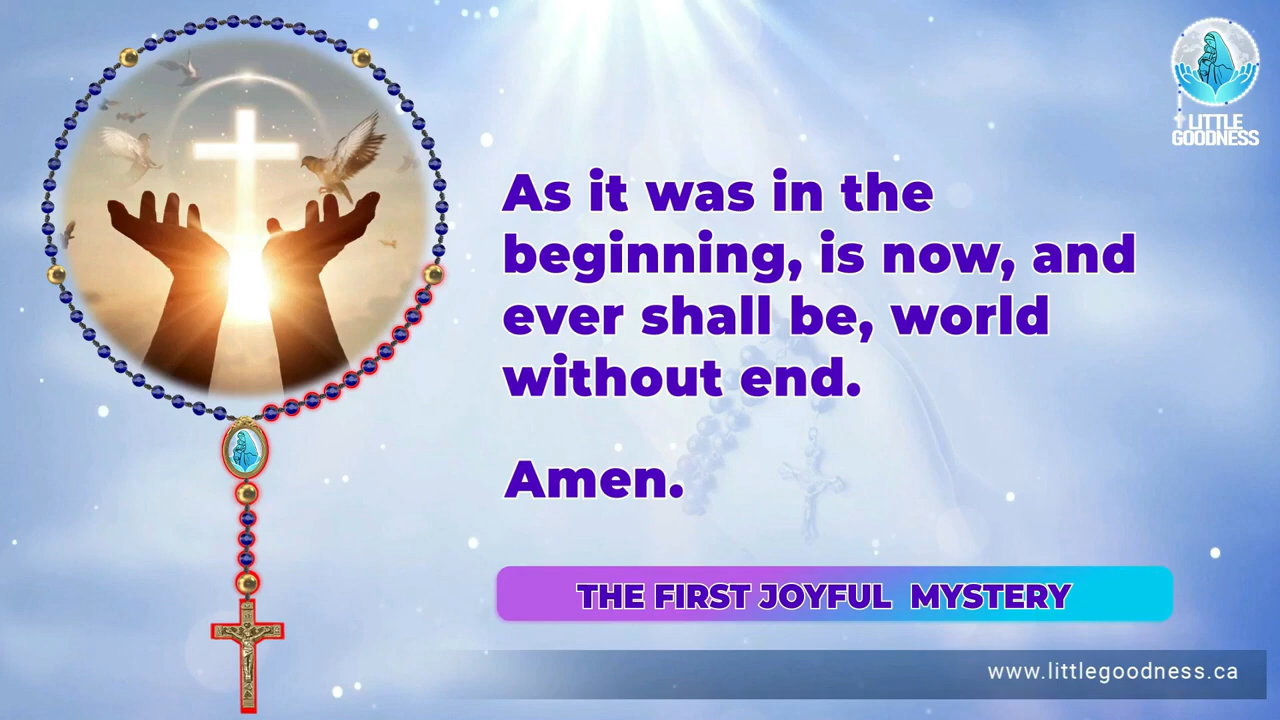 LITTLE
GOODNESS
As it was in the
beginning, is now, and
ever shall be, world
without end.
Amen.
THE FIRST JOYFUL MYSTERY
www.littlegoodness.ca